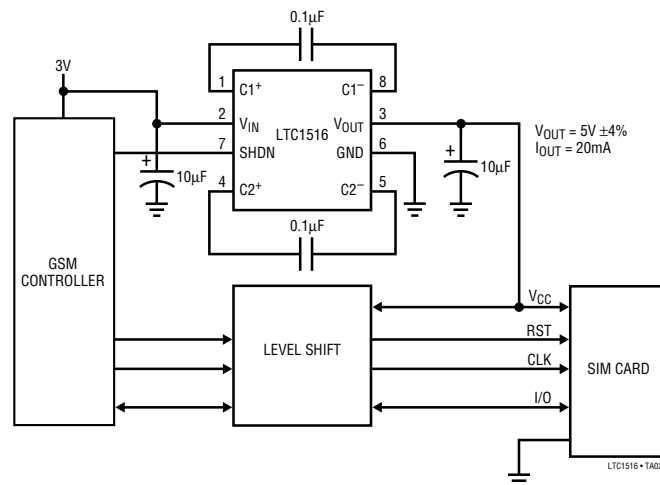 0.1µF
3V
1 C1+ C1− 8
2 VIN VOUT 3
LTC1516
7 SHDN GND 6
4 C2+ C2− 5
+ 10µF
+ 10µF
VOUT = 5V ±4%
IOUT = 20mA
0.1µF
GSM
CONTROLLER
LEVEL SHIFT
VCC
RST
CLK
I/O
SIM CARD
LTC1516 • TA02